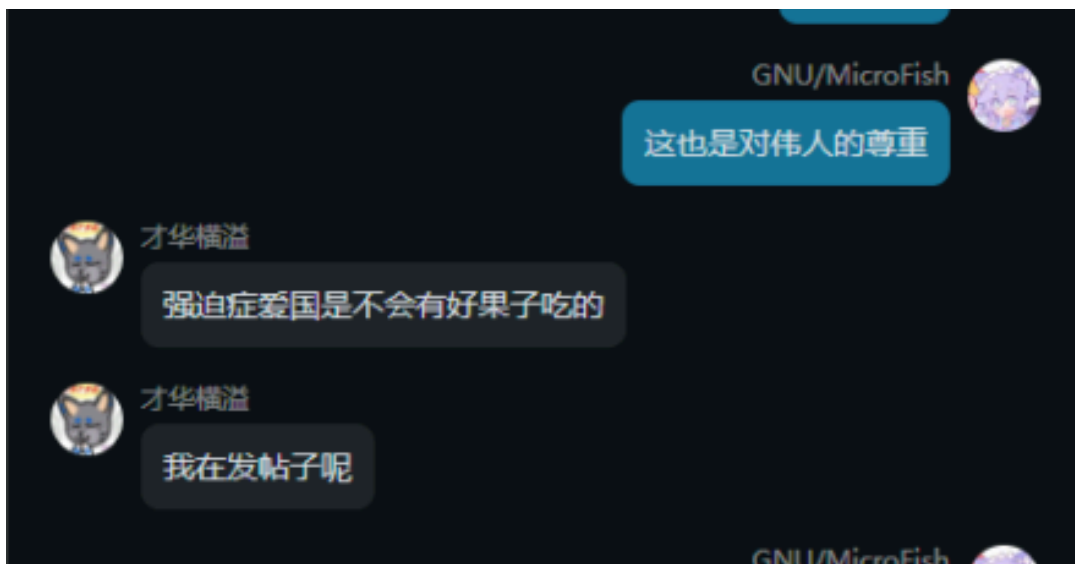 GNU/MicroFish
这也是对伟人的尊重
才华横溢
强迫症爱国是不会有好果子吃的
才华横溢
我在发帖子呢
GNU/MicroFish